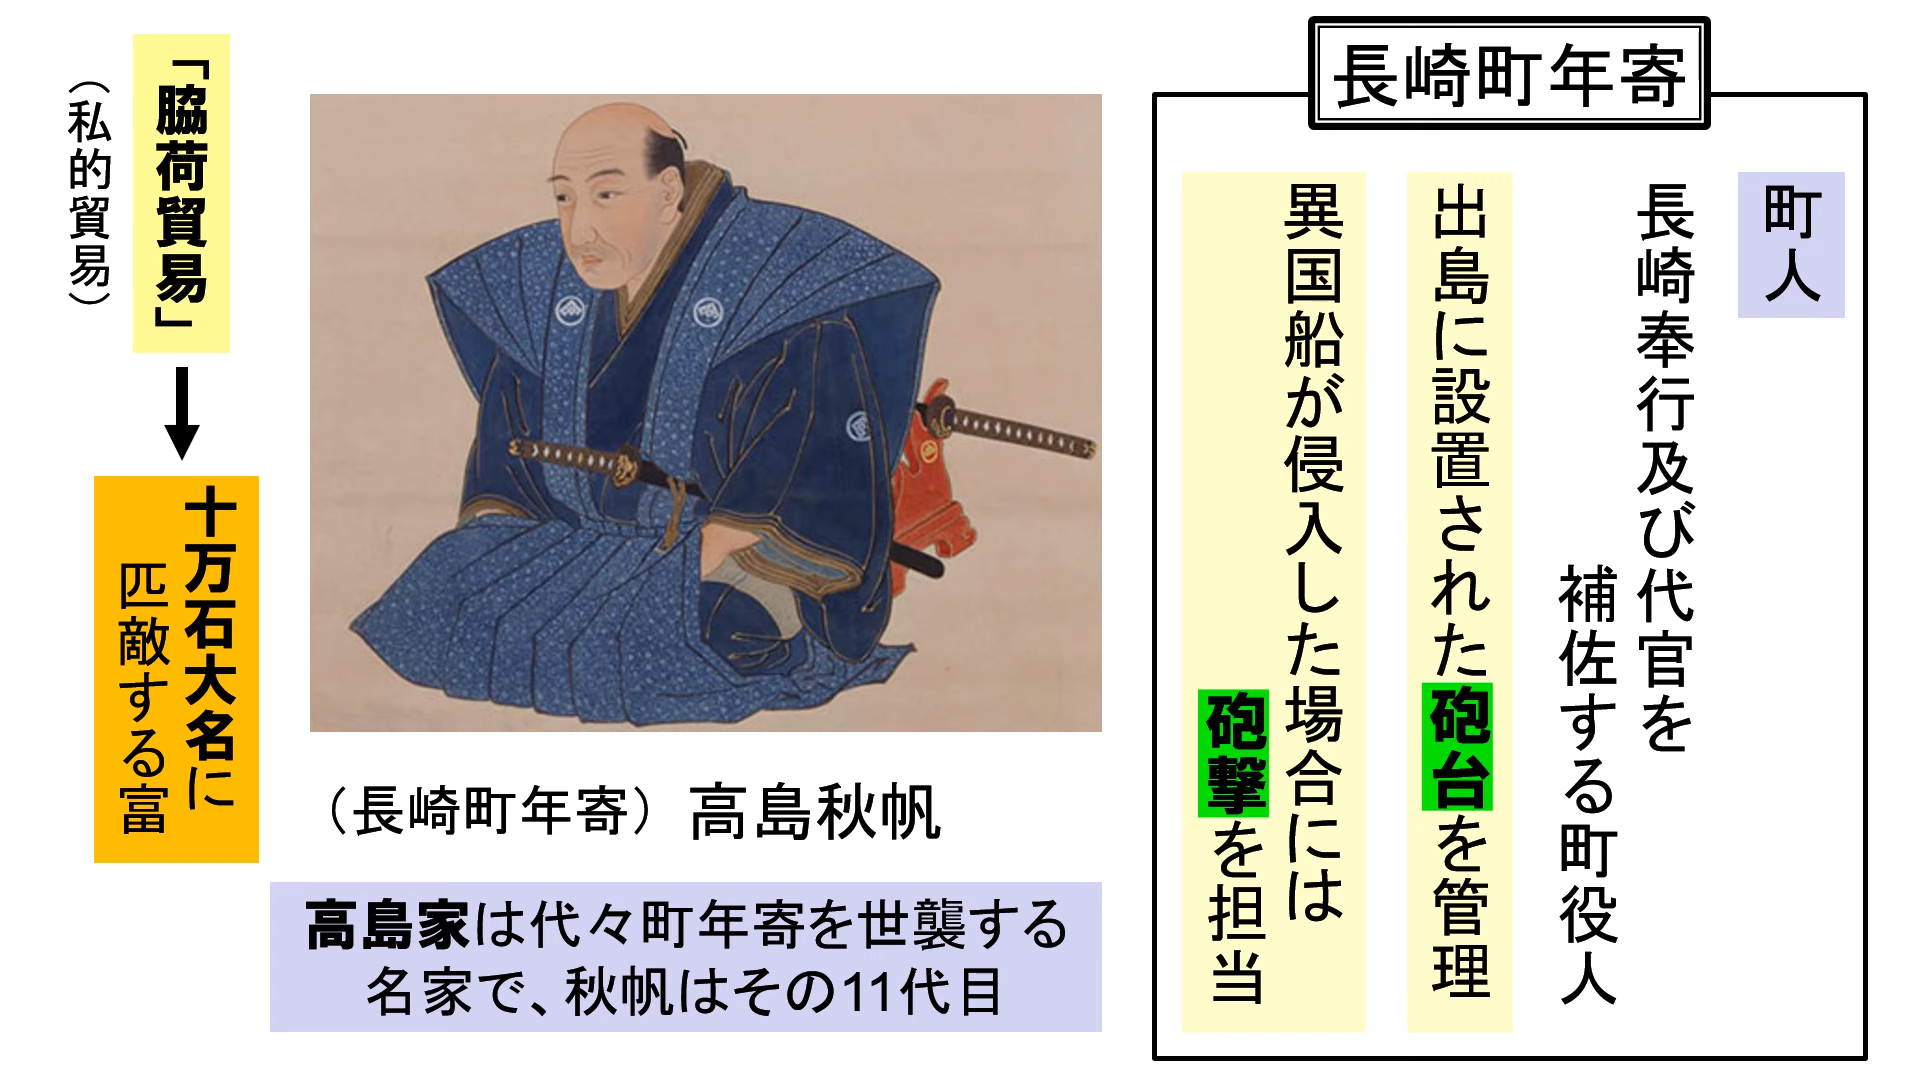 長崎町年寄
町人
長崎奉行及び代官を
補佐する町役人
出島に設置された砲台を管理
異国船が侵入した場合には
砲撃を担当
（長崎町年寄）高島秋帆
高島家は代々町年寄を世襲する
名家で、秋帆はその11代目
「脇荷貿易」
（私的貿易）
十万石大名に
匹敵する富